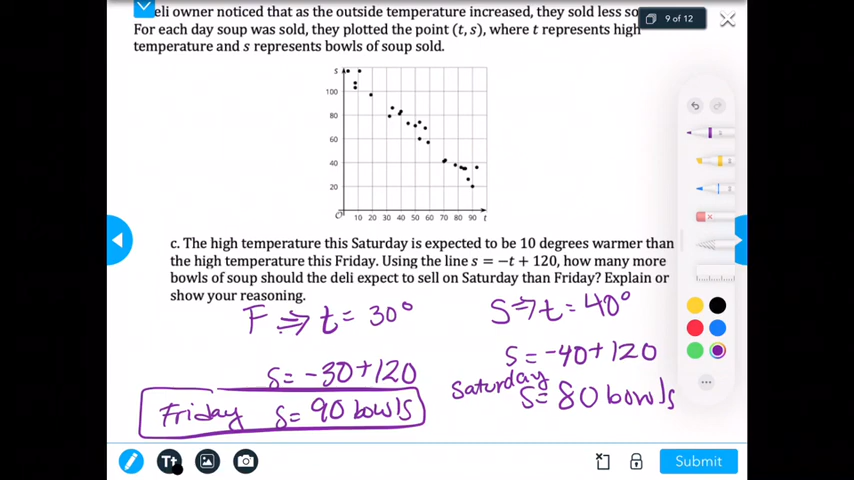 eli owner noticed that as the outside temperature increased, they sold less
9 of 12
For each day soup was sold, they plotted the point (t, s), where t represents high
temperature and s represents bowls of soup sold.
s
100
80
60
40
20
O
10 20 30 40 50 60 70 80 90 t
c. The high temperature this Saturday is expected to be 10 degrees warmer than
the high temperature this Friday. Using the line s = −t + 120, how many more
bowls of soup should the deli expect to sell on Saturday than Friday? Explain or
show your reasoning.
F ⇒ t = 30°
S ⇒ t = 40°
s = -30 + 120
s = -40 + 120
Friday s = 90 bowls
Saturday s = 80 bowls
Tt
Submit